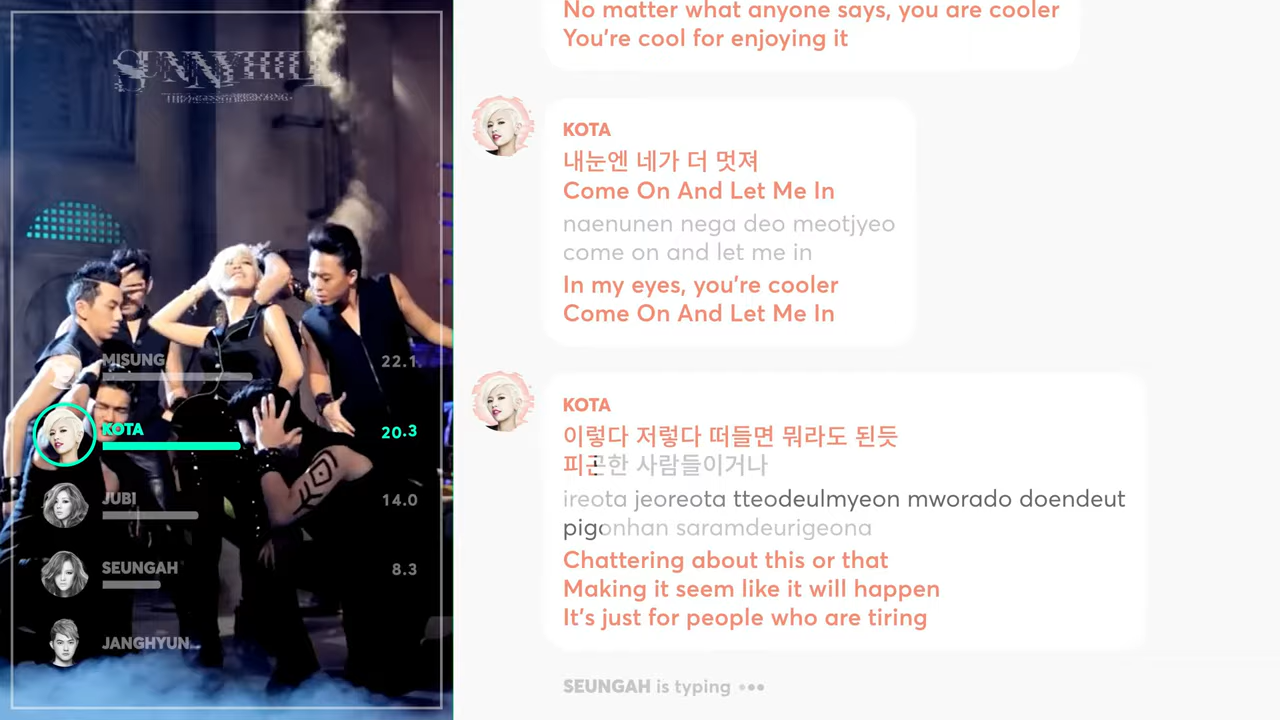 SUNNYHILL
MISUNG 22.1
KOTA 20.3
JUBI 14.0
SEUNGAH 8.3
JANGHYUN
No matter what anyone says, you are cooler
You're cool for enjoying it
KOTA
내눈엔 네가 더 멋져
Come On And Let Me In
naenunen nega deo meotjyeo
come on and let me in
In my eyes, you're cooler
Come On And Let Me In
KOTA
이렇다 저렇다 떠들면 뭐라도 된듯
피곤한 사람들이거나
ireota jeoreota tteodeulmyeon mworado doendeut
pigonhan saramdeurigeona
Chattering about this or that
Making it seem like it will happen
It's just for people who are tiring
SEUNGAH is typing •••